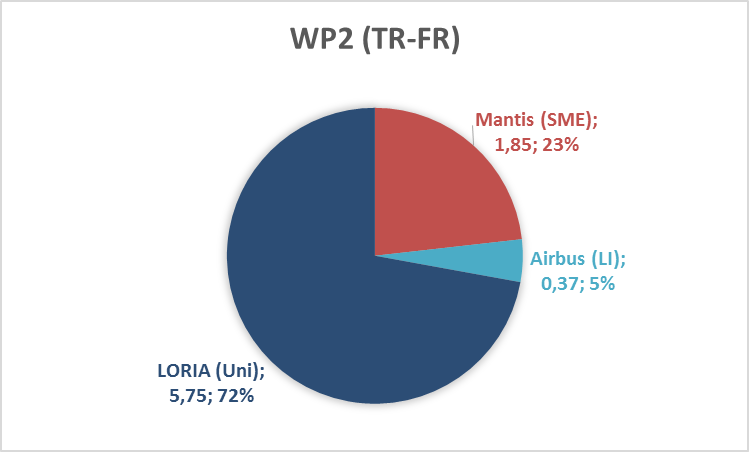 WP2 (TR-FR)
Mantis (SME);
1,85; 23%
Airbus (LI);
0,37; 5%
LORIA (Uni);
5,75; 72%